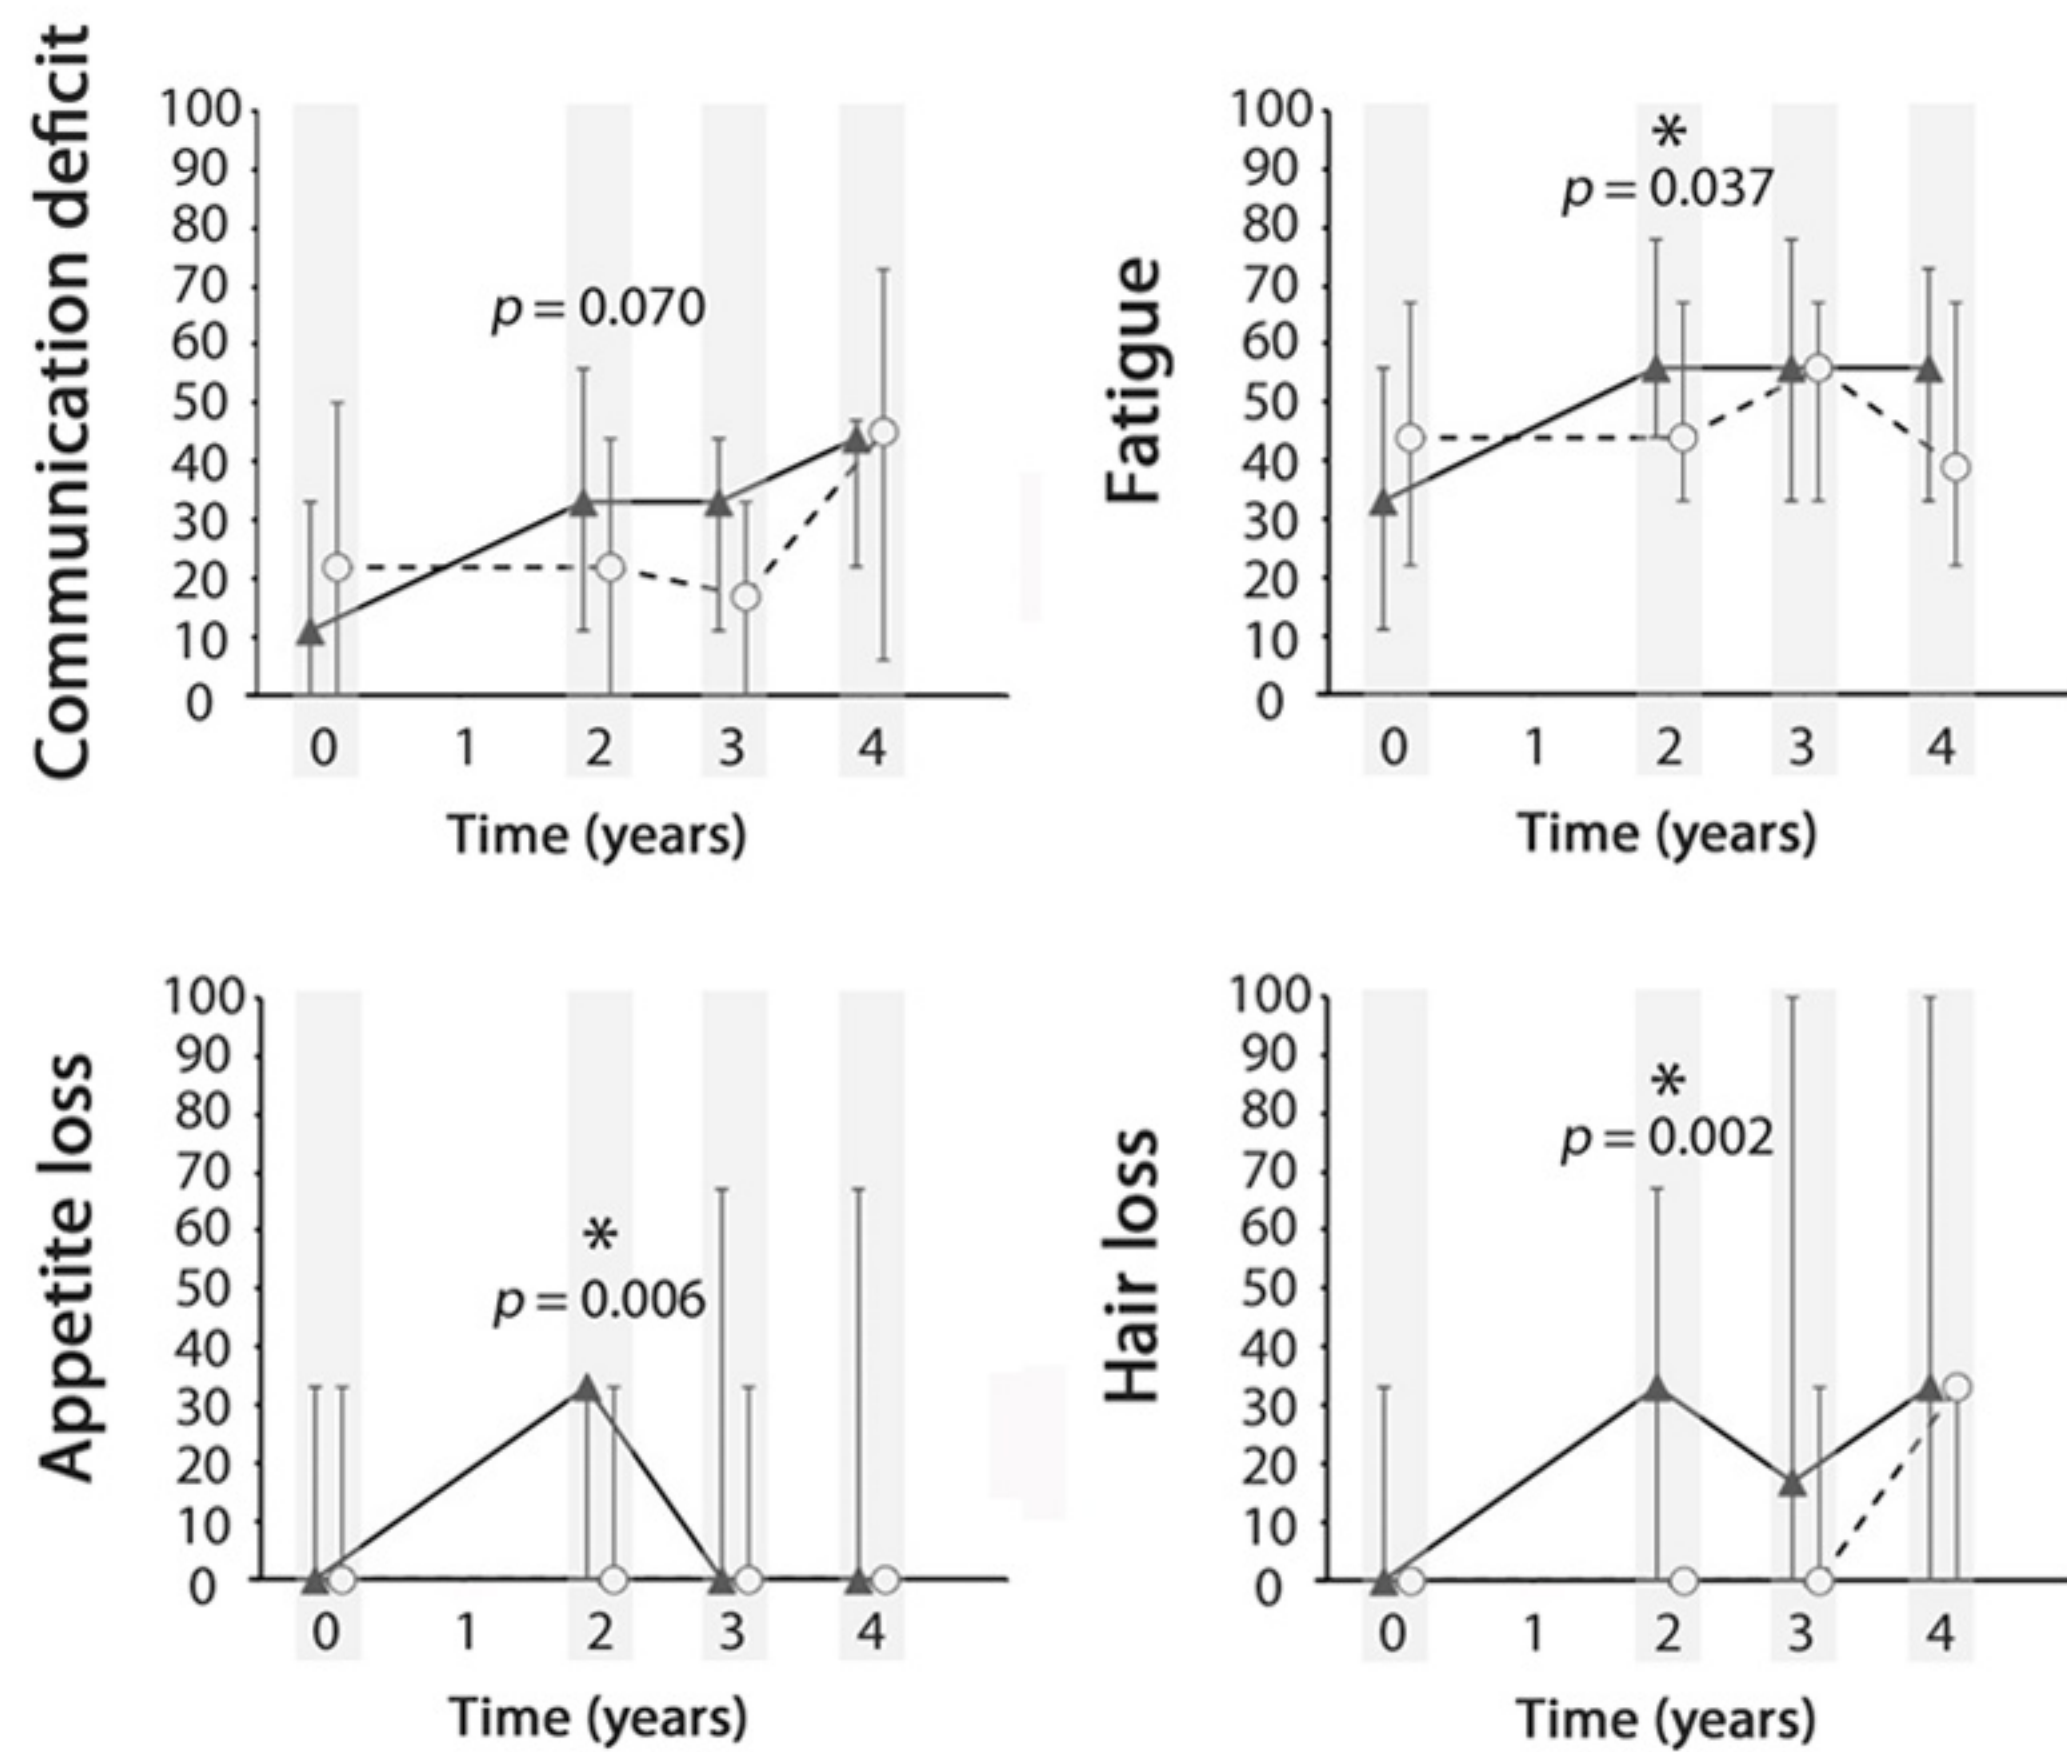 Communication deficit
100
90
80
70
60
50
40
30
20
10
0
p = 0.070
0 1 2 3 4
Time (years)
Fatigue
100
90
80
70
60
50
40
30
20
10
0
*
p = 0.037
0 1 2 3 4
Time (years)
Appetite loss
100
90
80
70
60
50
40
30
20
10
0
*
p = 0.006
0 1 2 3 4
Time (years)
Hair loss
100
90
80
70
60
50
40
30
20
10
0
*
p = 0.002
0 1 2 3 4
Time (years)